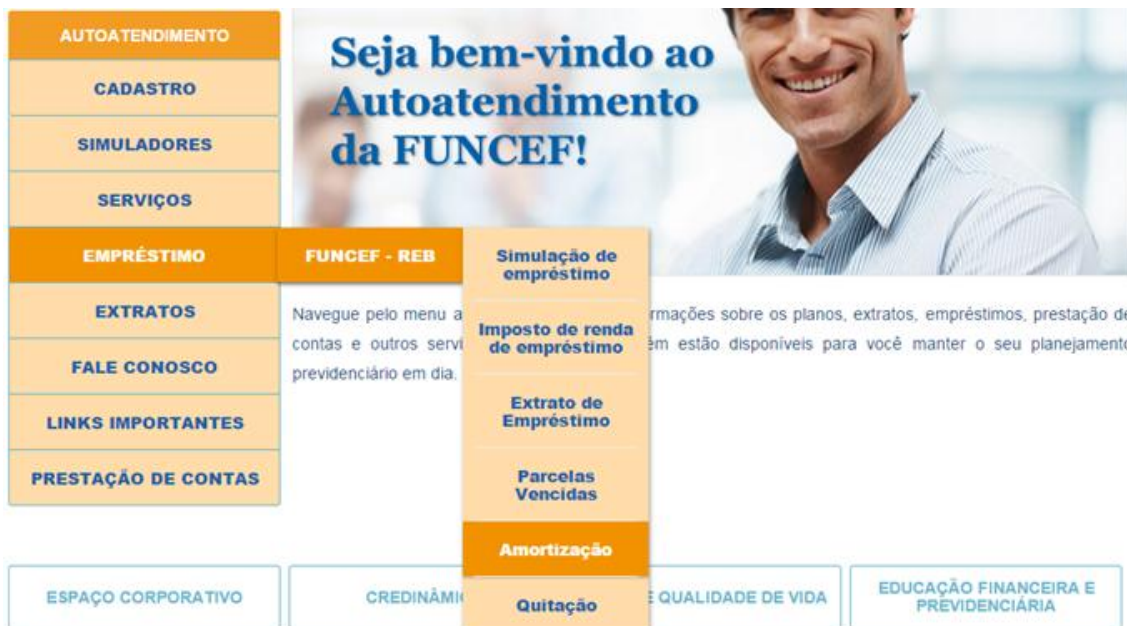 AUTOATENDIMENTO
CADASTRO
SIMULADORES
SERVIÇOS
EMPRÉSTIMO
EXTRATOS
FALE CONOSCO
LINKS IMPORTANTES
PRESTAÇÃO DE CONTAS
Seja bem-vindo ao
Autoatendimento
da FUNCEF!
FUNCEF - REB
Simulação de
empréstimo
Imposto de renda
de empréstimo
Extrato de
Empréstimo
Parcelas
Vencidas
Amortização
Quitação
Navegue pelo menu a rmações sobre os planos, extratos, empréstimos, prestação de
contas e outros servi ém estão disponíveis para você manter o seu planejamento
previdenciário em dia.
ESPAÇO CORPORATIVO
CREDINÂMI
E QUALIDADE DE VIDA
EDUCAÇÃO FINANCEIRA E
PREVIDENCIÁRIA